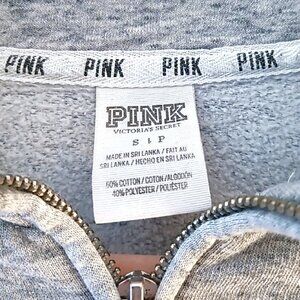 PINK PINK PINK PINK
PINK
VICTORIA'S SECRET
S | P
MADE IN SRI LANKA / FAIT AU
SRI LANKA / HECHO EN SRI LANKA
60% COTTON / COTON / ALGODÓN
40% POLYESTER / POLIÉSTER